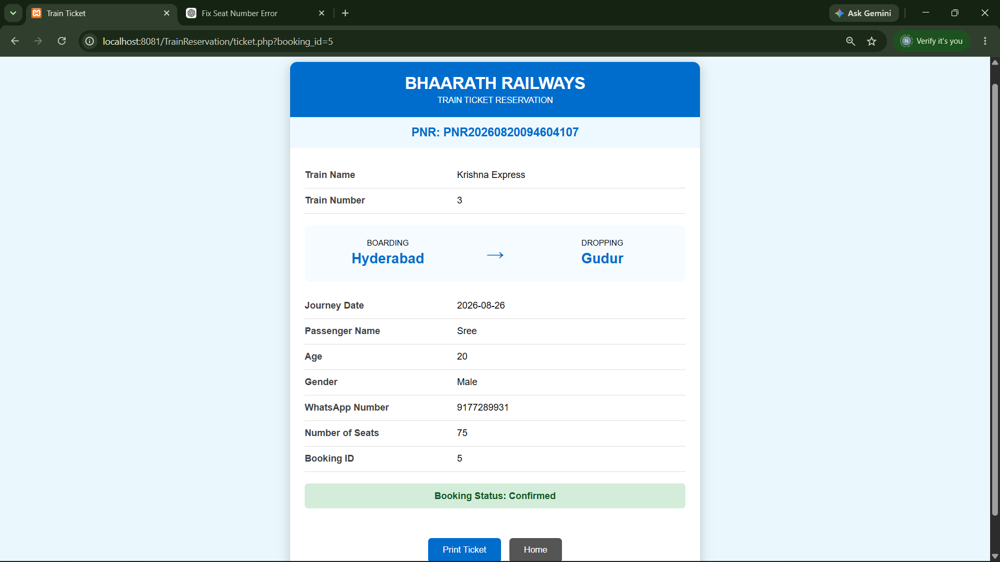 Train Ticket
Fix Seat Number Error
Ask Gemini
localhost:8081/TrainReservation/ticket.php?booking_id=5
N
Verify it's you
BHAARATH RAILWAYS
TRAIN TICKET RESERVATION
PNR: PNR20260820094604107
Train Name Krishna Express
Train Number 3
BOARDING DROPPING
Hyderabad → Gudur
Journey Date 2026-08-26
Passenger Name Sree
Age 20
Gender Male
WhatsApp Number 9177289931
Number of Seats 75
Booking ID 5
Booking Status: Confirmed
Print Ticket Home